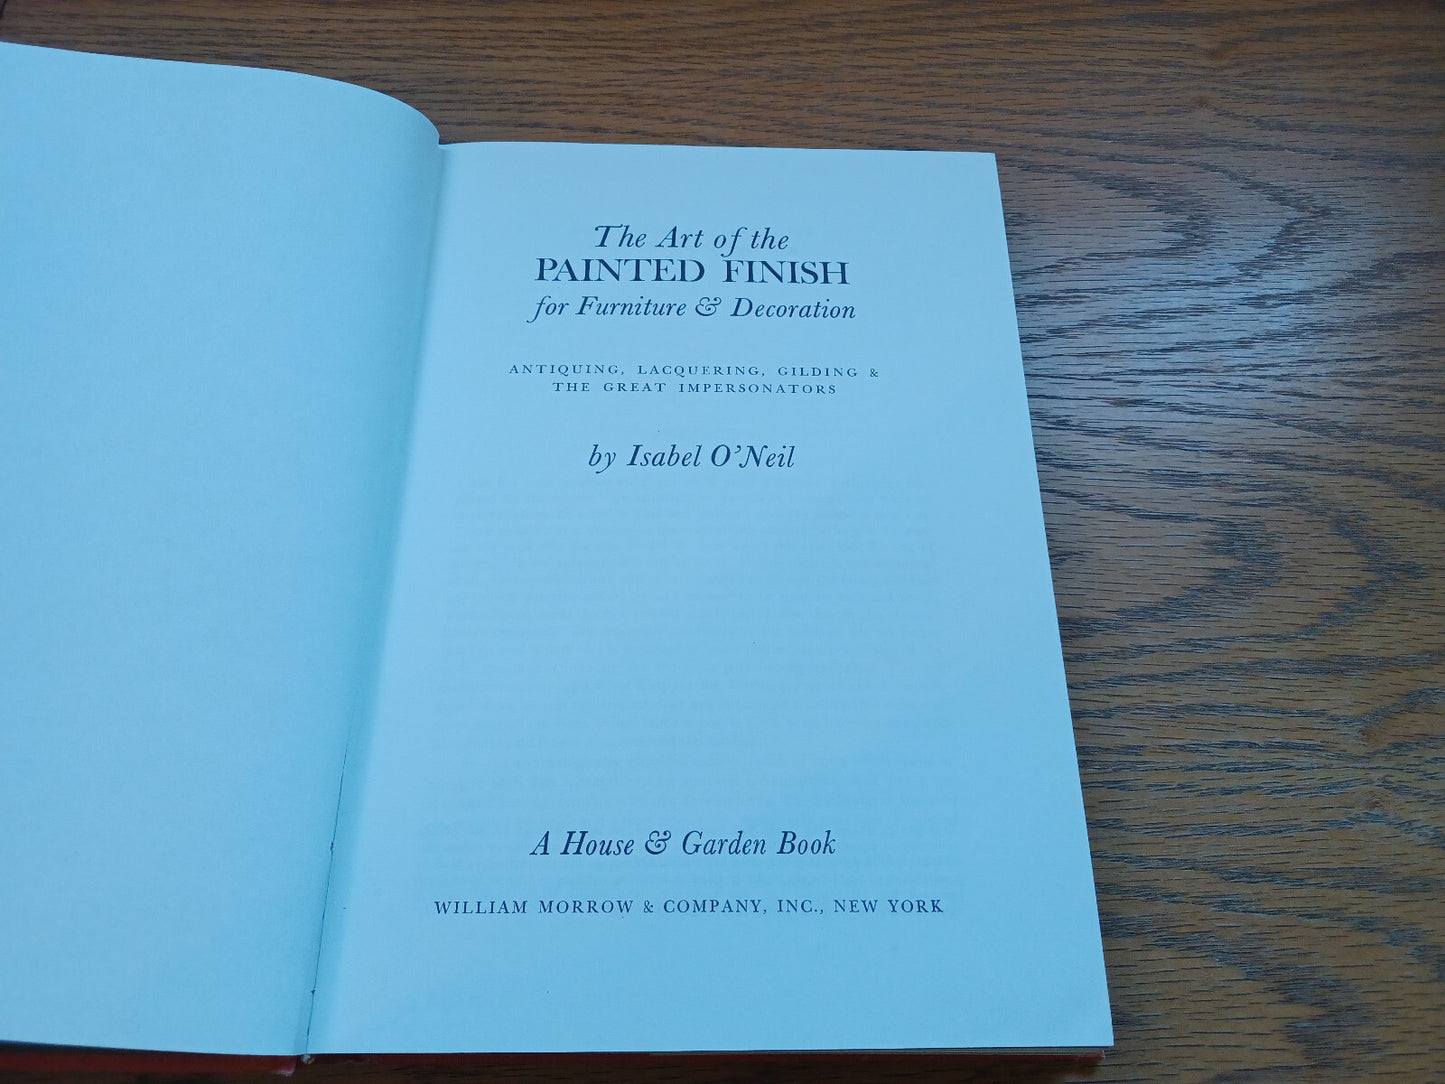 The Art of the
PAINTED FINISH
for Furniture & Decoration
ANTIQUING, LACQUERING, GILDING &
THE GREAT IMPERSONATORS
by Isabel O'Neil
A House & Garden Book
WILLIAM MORROW & COMPANY, INC., NEW YORK